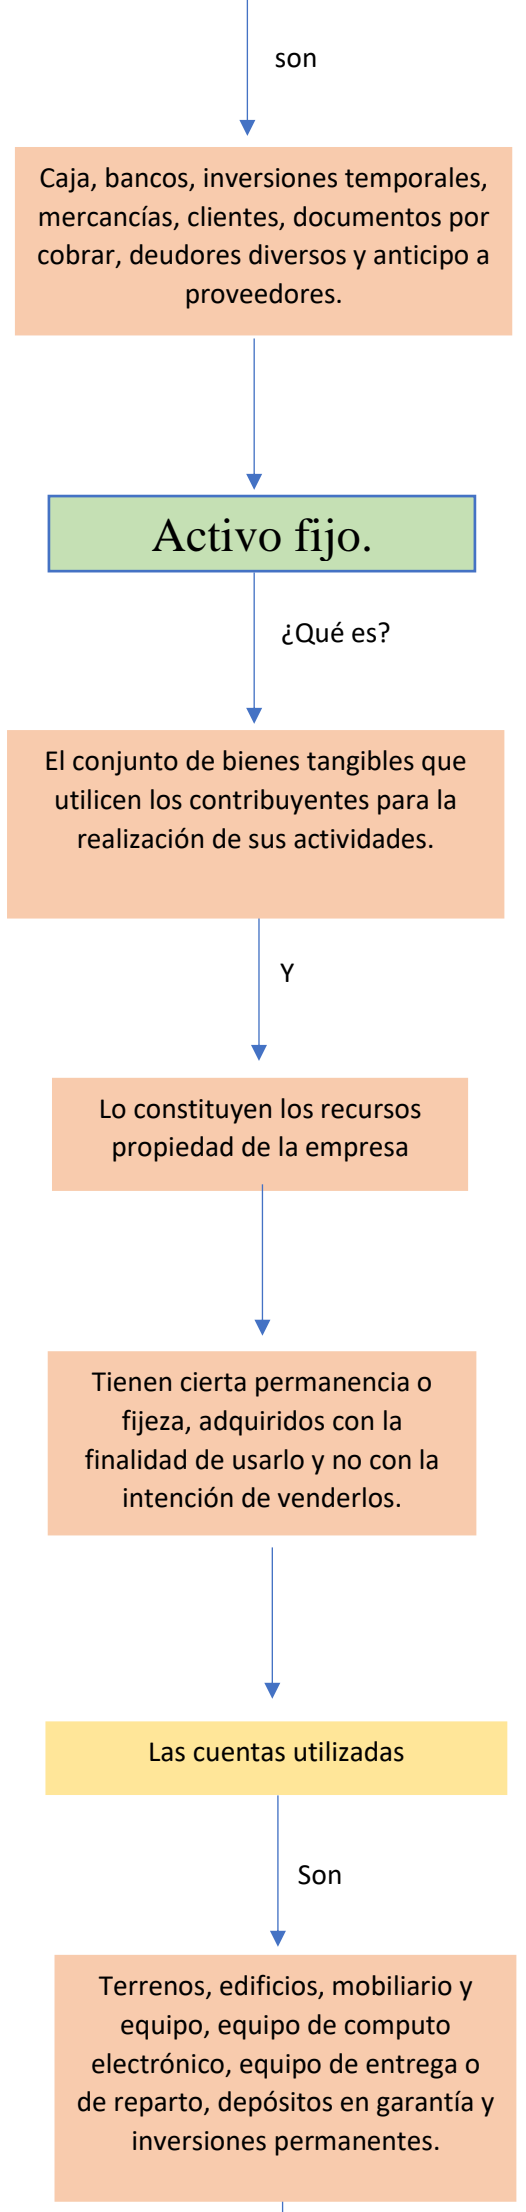 son
Caja, bancos, inversiones temporales,
mercancías, clientes, documentos por
cobrar, deudores diversos y anticipo a
proveedores.
Activo fijo.
¿Qué es?
El conjunto de bienes tangibles que
utilicen los contribuyentes para la
realización de sus actividades.
Y
Lo constituyen los recursos
propiedad de la empresa
Tienen cierta permanencia o
fijeza, adquiridos con la
finalidad de usarlo y no con la
intención de venderlos.
Las cuentas utilizadas
Son
Terrenos, edificios, mobiliario y
equipo, equipo de computo
electrónico, equipo de entrega o
de reparto, depósitos en garantía y
inversiones permanentes.